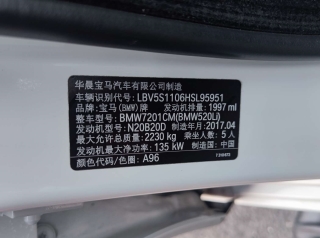 华晨宝马汽车有限公司制造
车辆识别代号:LBV5S1106HSL95951
品牌:宝马(BMW)牌 发动机排量:1997 ml
整车型号:BMW7201CM(BMW520Li)
发动机型号:N20B20D 制造年月:2017.04
最大允许总质量:2230 kg 乘坐人数:5 人
发动机最大净功率:135 kW 制造国:中国
颜色代码:色A96